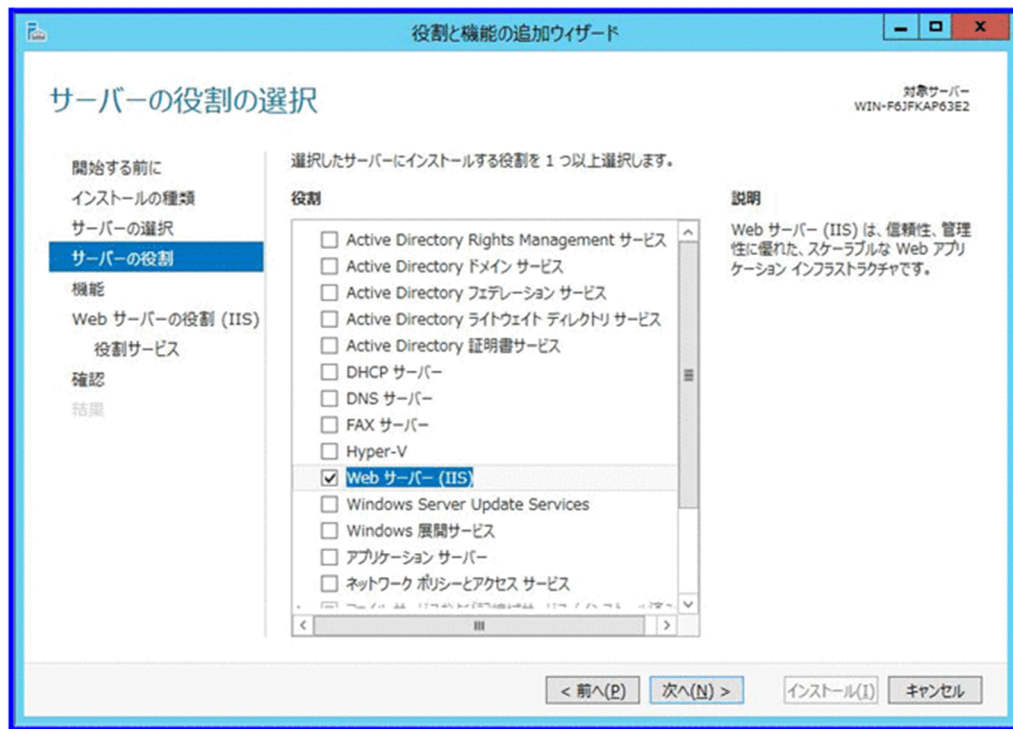 役割と機能の追加ウィザード
サーバーの役割の選択
対象サーバー
WIN-F6JFKAP63E2
開始する前に
インストールの種類
サーバーの選択
サーバーの役割
機能
Web サーバーの役割 (IIS)
役割サービス
確認
結果
選択したサーバーにインストールする役割を 1 つ以上選択します。
役割
Active Directory Rights Management サービス
Active Directory ドメイン サービス
Active Directory フェデレーション サービス
Active Directory ライトウェイト ディレクトリ サービス
Active Directory 証明書サービス
DHCP サーバー
DNS サーバー
FAX サーバー
Hyper-V
Web サーバー (IIS)
Windows Server Update Services
Windows 展開サービス
アプリケーション サーバー
ネットワーク ポリシーとアクセス サービス
説明
Web サーバー (IIS) は、信頼性、管理
性に優れた、スケーラブルな Web アプリ
ケーション インフラストラクチャです。
< 前へ(P)
次へ(N) >
インストール(I)
キャンセル